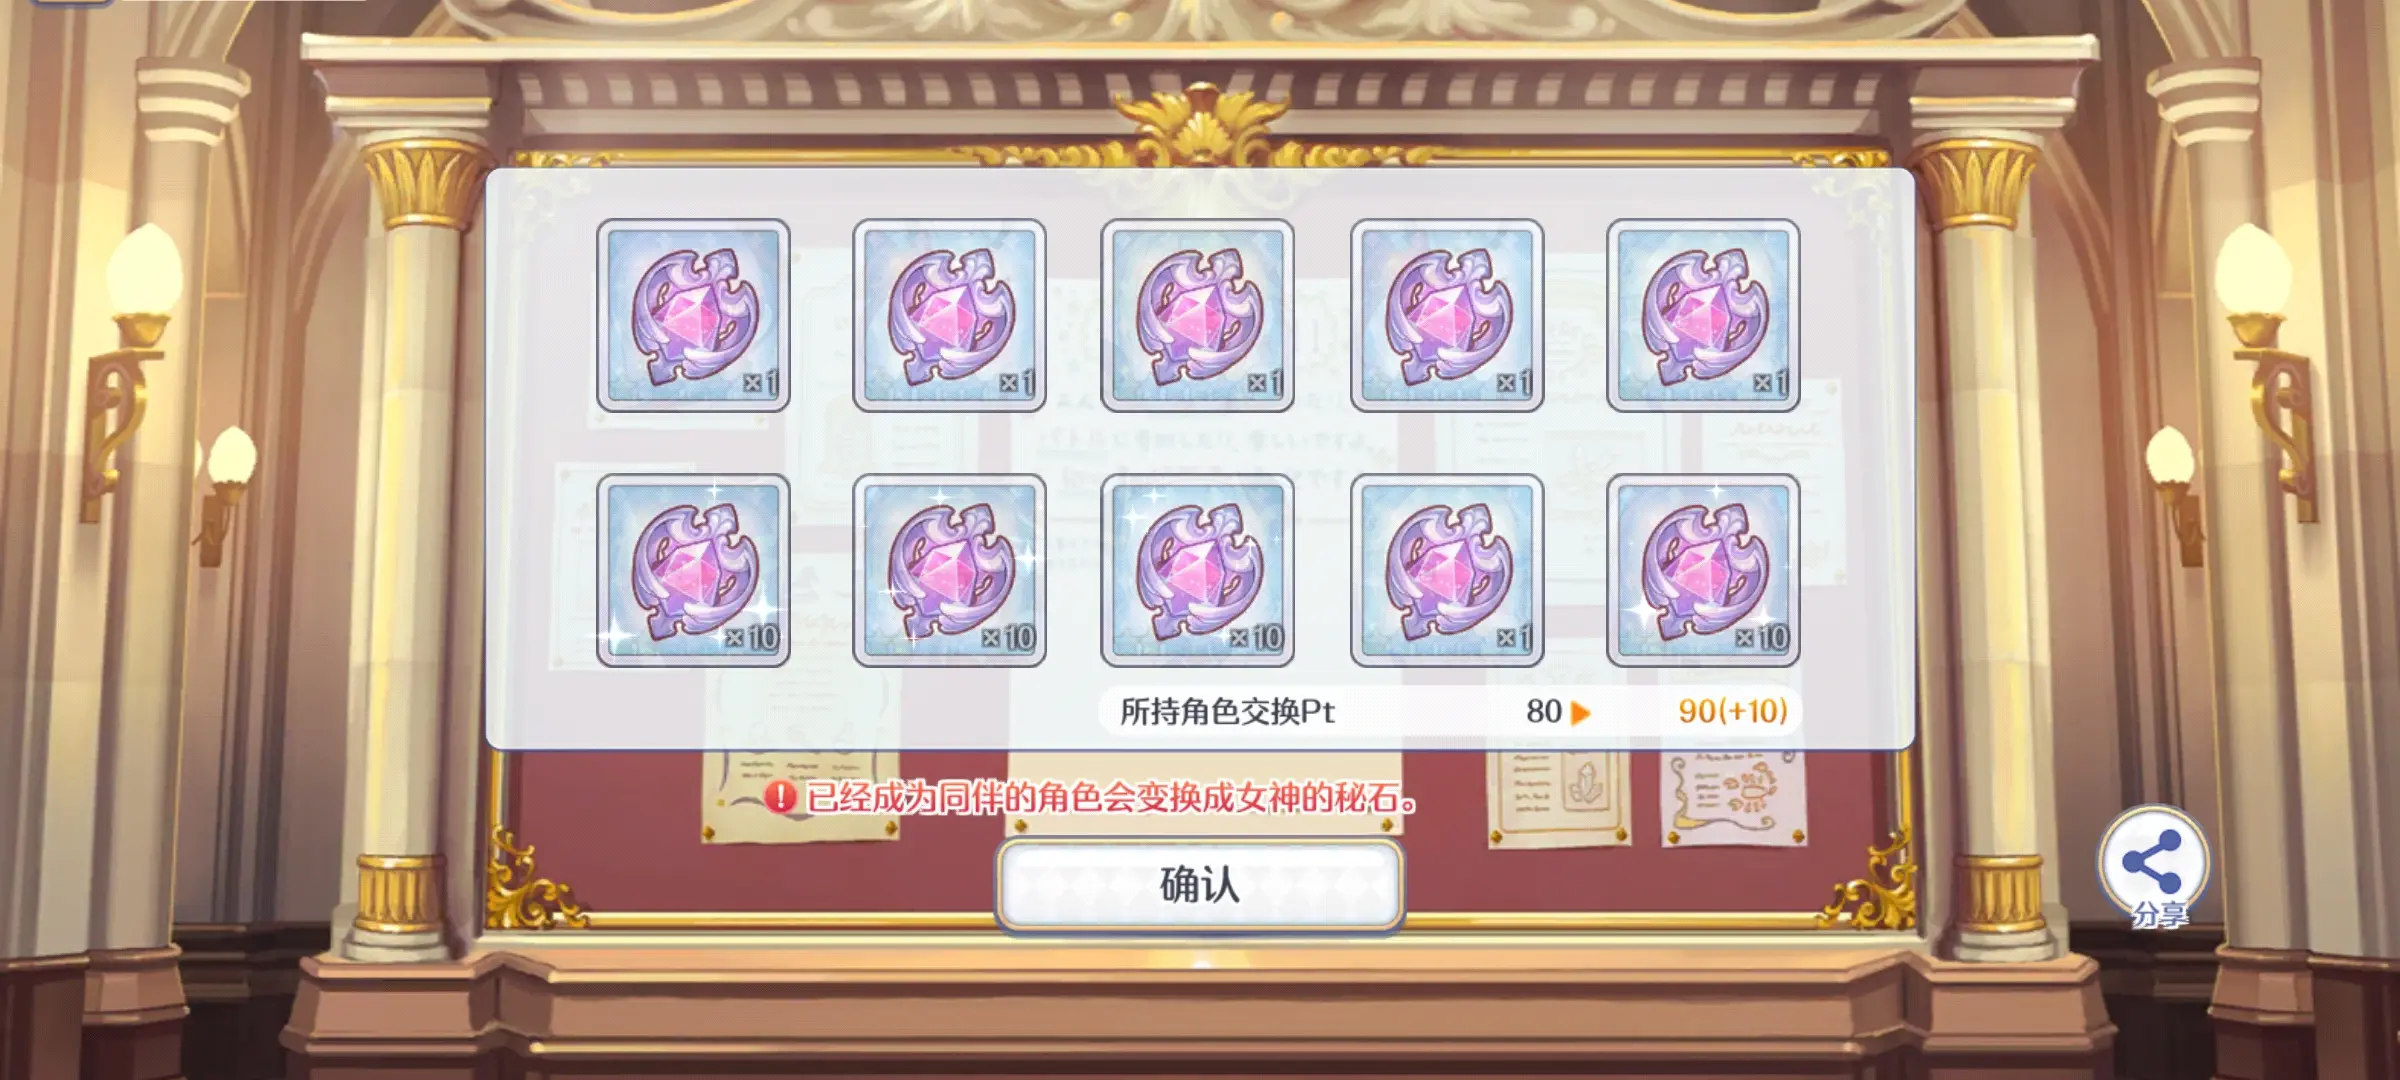 ×1 ×1 ×1 ×1 ×1
×10 ×10 ×10 ×1 ×10
所持角色交换Pt 80 90(+10)
已经成为同伴的角色会变换成女神的秘石。
确认
分享